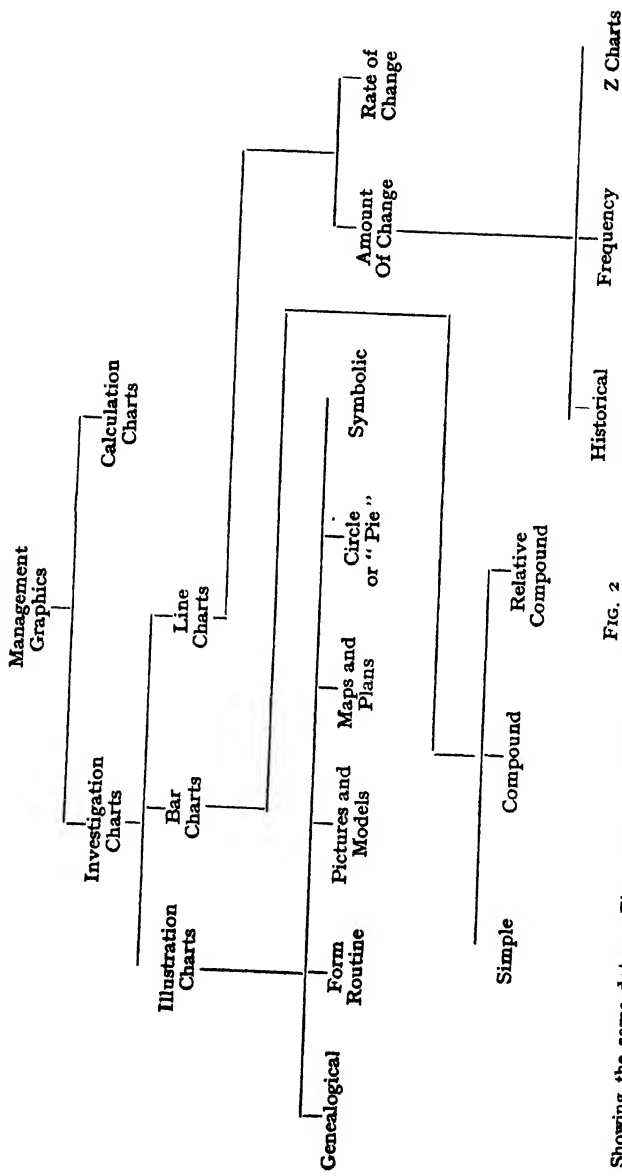 Management
Graphics
Investigation
Charts
Calculation
Charts
Illustration
Charts
Bar
Charts
Line
Charts
Genealogical
Form
Routine
Pictures and
Models
Maps and
Plans
Circle
or " Pie "
Symbolic
Amount
Of Change
Rate of
Change
Simple
Compound
Relative
Compound
Historical
Frequency
Z Charts
FIG. 2
Showing the same data